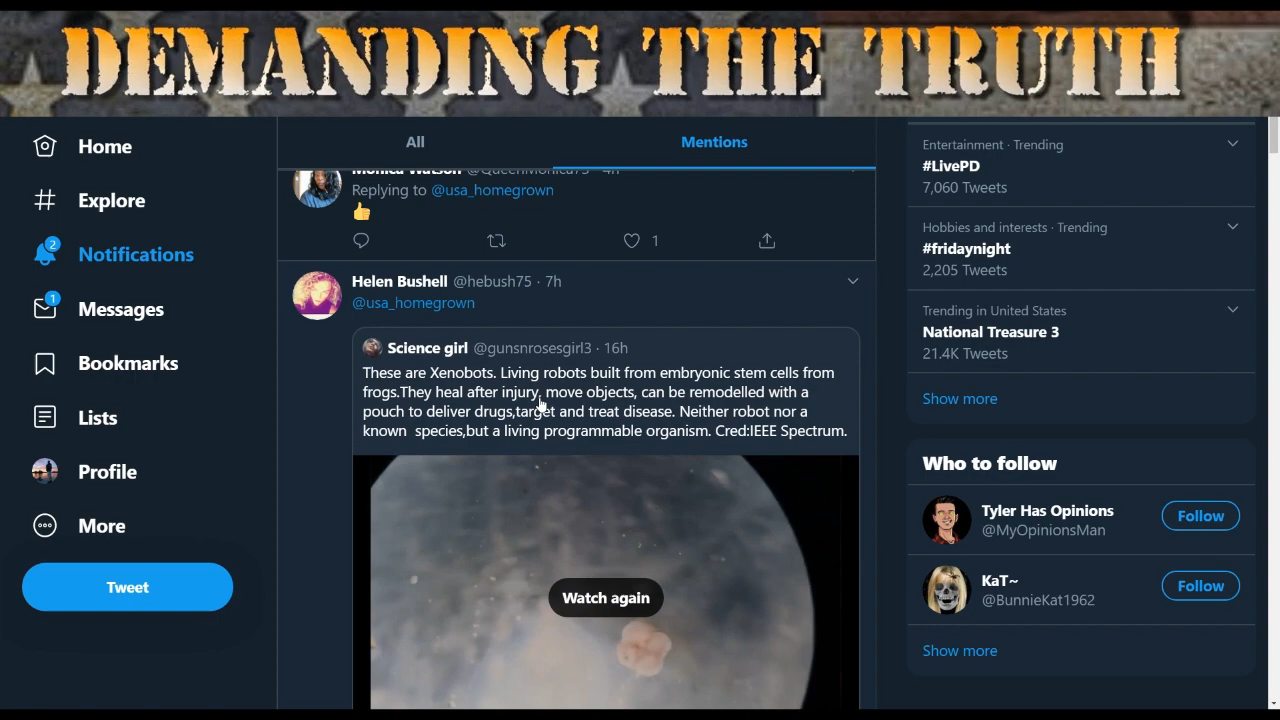 DEMANDING THE TRUTH
Home
Explore
2
Notifications
1
Messages
Bookmarks
Lists
Profile
More
Tweet
All
Mentions
Monica Watson @QueenMonica75 · 4h
Replying to @usa_homegrown
👍
1
Helen Bushell @hebush75 · 7h
@usa_homegrown
Science girl @gunsnrosesgirl3 · 16h
These are Xenobots. Living robots built from embryonic stem cells from
frogs.They heal after injury, move objects, can be remodelled with a
pouch to deliver drugs,target and treat disease. Neither robot nor a
known species,but a living programmable organism. Cred:IEEE Spectrum.
Watch again
Entertainment · Trending
#LivePD
7,060 Tweets
Hobbies and interests · Trending
#fridaynight
2,205 Tweets
Trending in United States
National Treasure 3
21.4K Tweets
Show more
Who to follow
Tyler Has Opinions
@MyOpinionsMan
Follow
KaT~
@BunnieKat1962
Follow
Show more